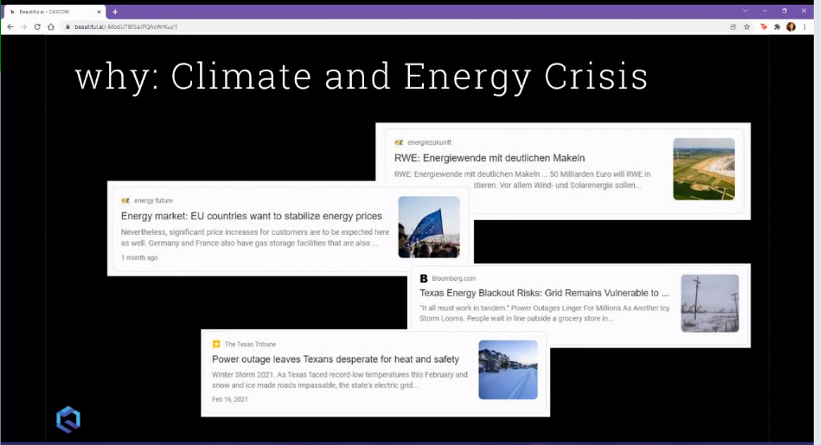 Beautiful.ai - CASCON
why: Climate and Energy Crisis
energiezukunft
RWE: Energiewende mit deutlichen Makeln
RWE: Energiewende mit deutlichen Makeln ... 50 Milliarden Euro will RWE in
stieren. Vor allem Wind- und Solarenergie sollen...
energy future
Energy market: EU countries want to stabilize energy prices
Nevertheless, significant price increases for customers are to be expected here
as well. Germany and France also have gas storage facilities that are also ...
1 month ago
Bloomberg.com
Texas Energy Blackout Risks: Grid Remains Vulnerable to ...
"It all must work in tandem." Power Outages Linger For Millions As Another Icy
Storm Looms. People wait in line outside a grocery store in...
The Texas Tribune
Power outage leaves Texans desperate for heat and safety
Winter Storm 2021. As Texas faced record-low temperatures this February and
snow and ice made roads impassable, the state's electric grid...
Feb 16, 2021